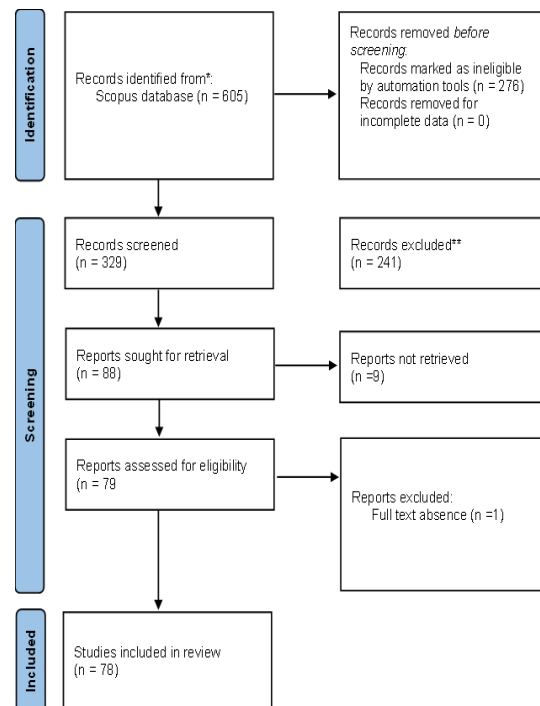 Identification
Records identified from*:
Scopus database (n = 605)
Records removed before
screening:
Records marked as ineligible
by automation tools (n = 276)
Records removed for
incomplete data (n = 0)
Screening
Records screened
(n = 329)
Records excluded**
(n = 241)
Reports sought for retrieval
(n = 88)
Reports not retrieved
(n =9)
Reports assessed for eligibility
(n = 79
Reports excluded:
Full text absence (n =1)
Included
Studies included in review
(n = 78)